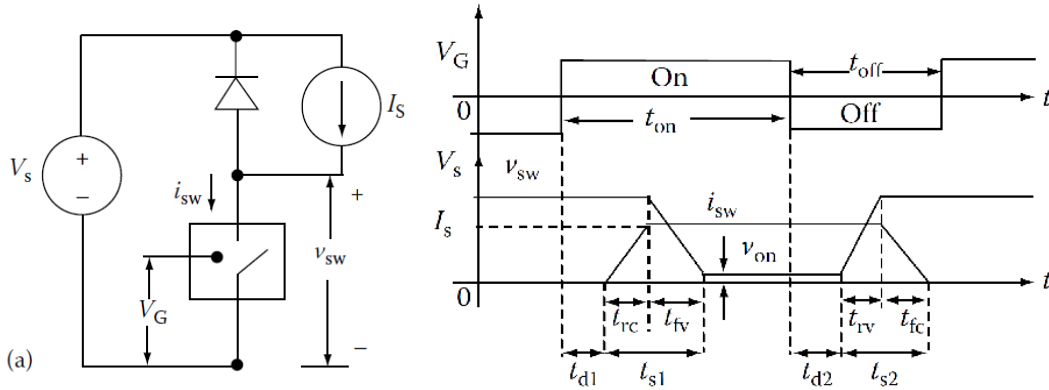 (a)
V_s
+
−
I_S
i_sw
+
v_sw
V_G
−
V_G
0
On
t_on
t_off
Off
t
V_s
v_sw
I_s
i_sw
v_on
0
t
t_rc
t_fv
t_rv
t_fc
t_d1
t_s1
t_d2
t_s2